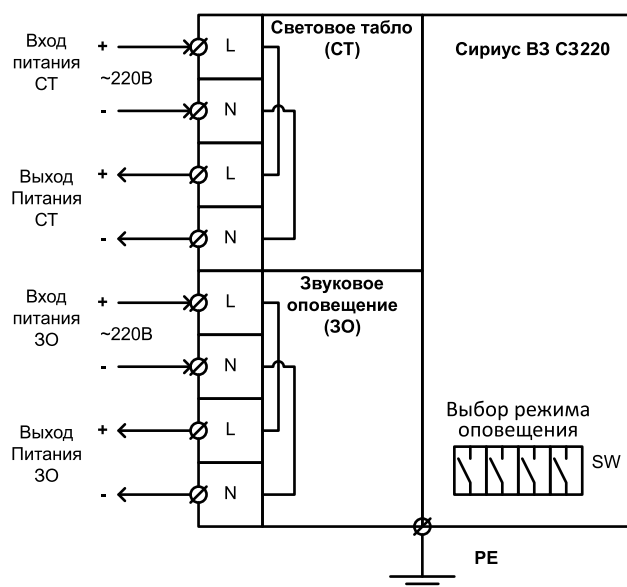 Вход
питания
СТ
+
~220В
-
L
N
Световое табло
(СТ)
Сириус ВЗ СЗ220
Выход
Питания
СТ
+
-
L
N
Вход
питания
ЗО
+
~220В
-
L
N
Звуковое
оповещение
(ЗО)
Выход
Питания
ЗО
+
-
L
N
Выбор режима
оповещения
SW
PE